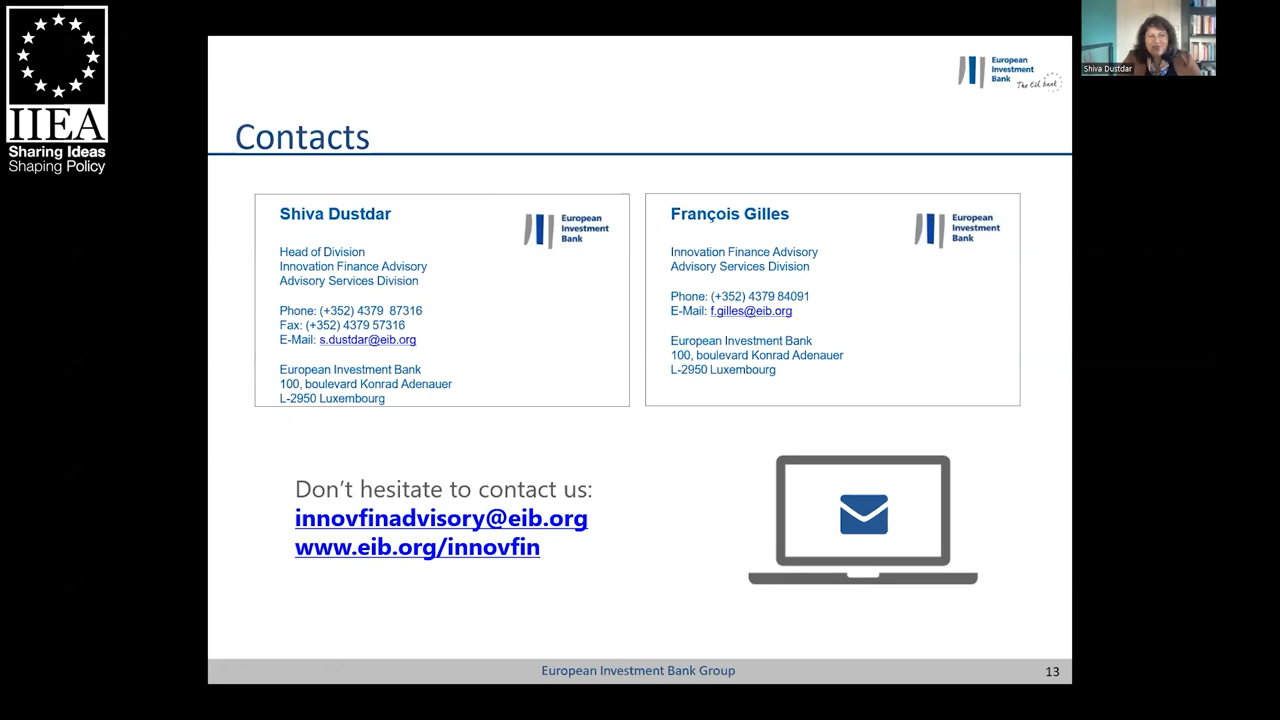 IIEA
Sharing Ideas
Shaping Policy
European
Investment
Bank
The EU bank
Shiva Dustdar
Contacts
Shiva Dustdar
European
Investment
Bank
Head of Division
Innovation Finance Advisory
Advisory Services Division
Phone: (+352) 4379  87316
Fax: (+352) 4379 57316
E-Mail: s.dustdar@eib.org
European Investment Bank
100, boulevard Konrad Adenauer
L-2950 Luxembourg
François Gilles
European
Investment
Bank
Innovation Finance Advisory
Advisory Services Division
Phone: (+352) 4379 84091
E-Mail: f.gilles@eib.org
European Investment Bank
100, boulevard Konrad Adenauer
L-2950 Luxembourg
Don’t hesitate to contact us:
innovfinadvisory@eib.org
www.eib.org/innovfin
European Investment Bank Group
13